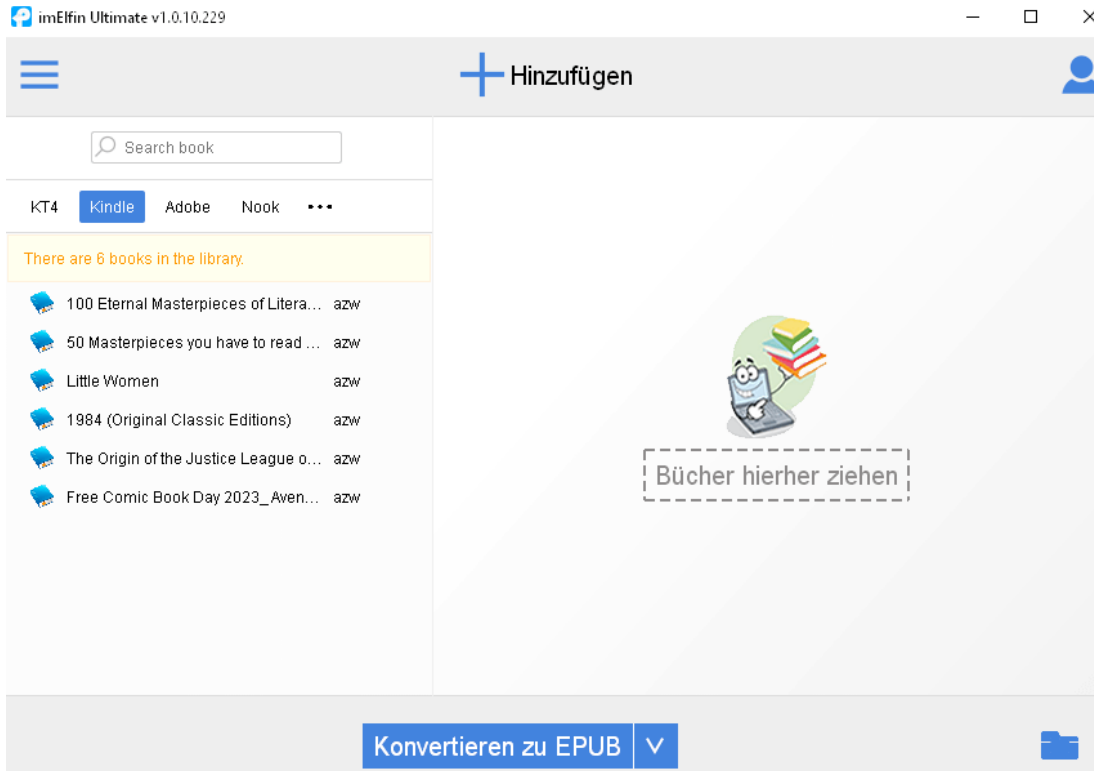 imElfin Ultimate v1.0.10.229
Hinzufügen
Search book
KT4 Kindle Adobe Nook •••
There are 6 books in the library.
100 Eternal Masterpieces of Litera... azw
50 Masterpieces you have to read ... azw
Little Women azw
1984 (Original Classic Editions) azw
The Origin of the Justice League o... azw
Free Comic Book Day 2023_ Aven... azw
Bücher hierher ziehen
Konvertieren zu EPUB